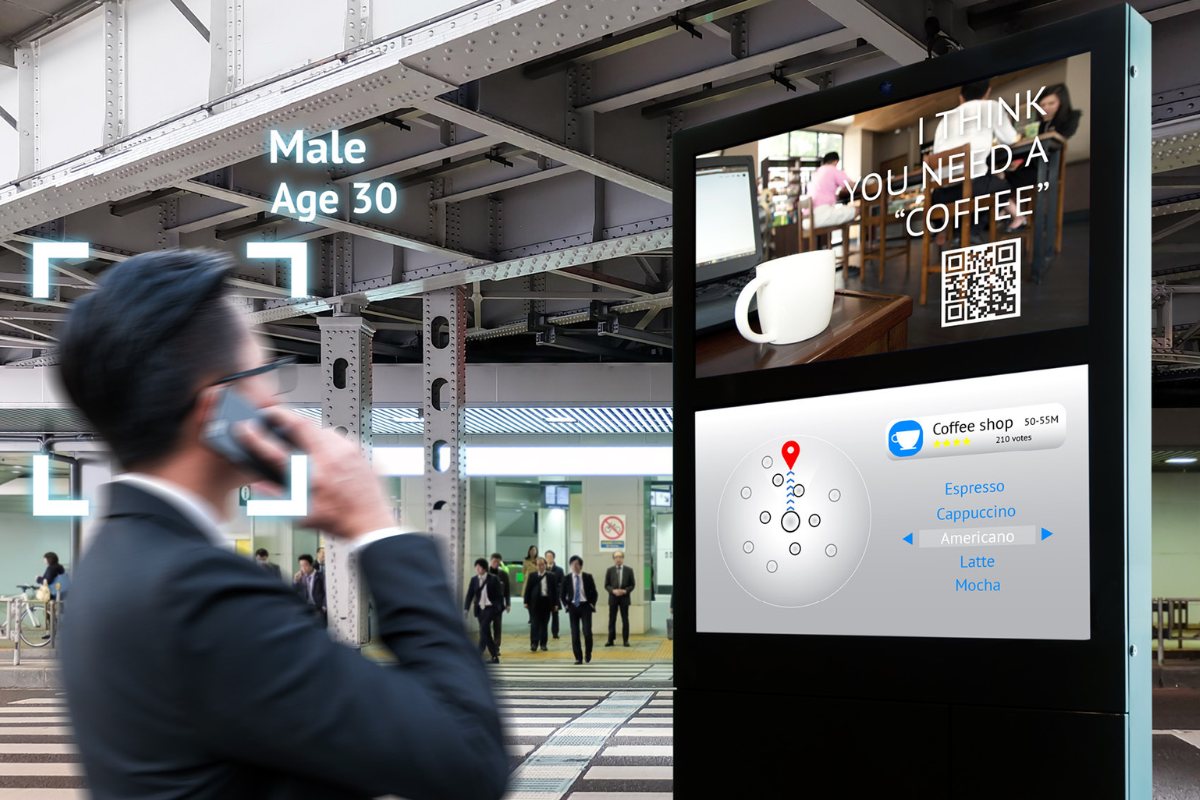 Male
Age 30
I THINK
YOU NEED A
“COFFEE”
Coffee shop 50-55M
210 votes
Espresso
Cappuccino
Americano
Latte
Mocha